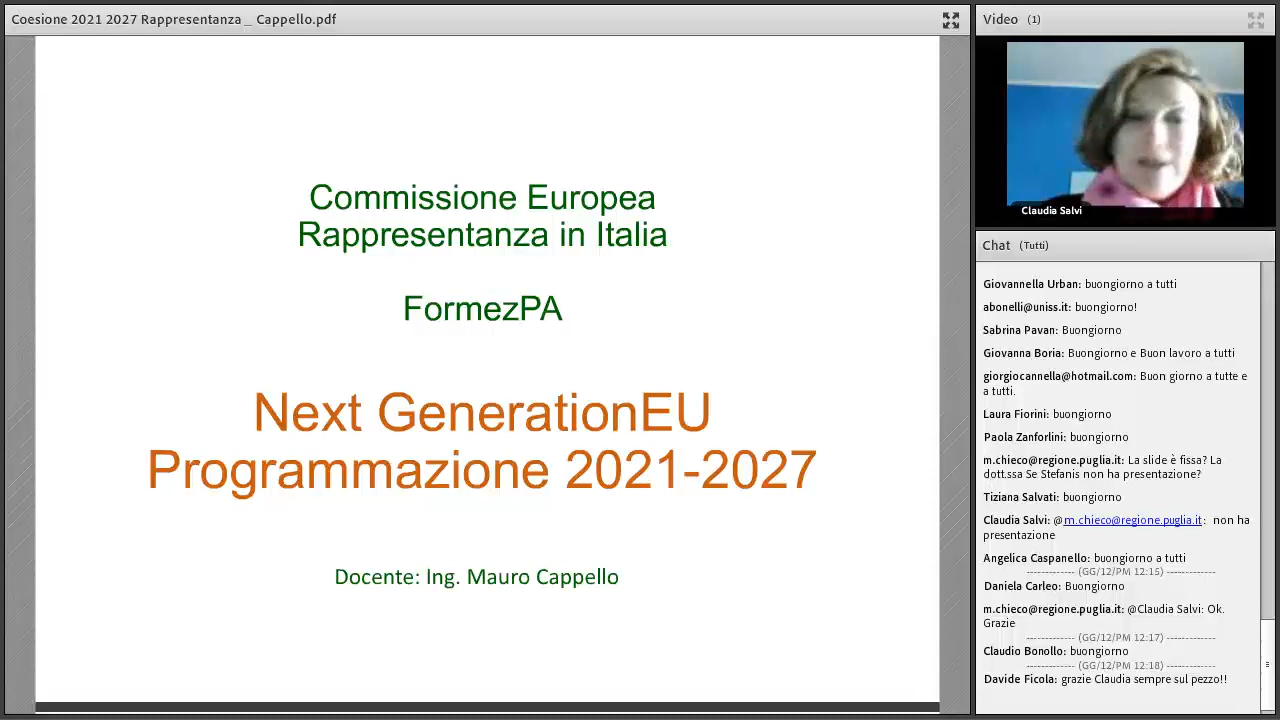 Coesione 2021 2027 Rappresentanza _ Cappello.pdf
Commissione Europea
Rappresentanza in Italia
FormezPA
Next GenerationEU
Programmazione 2021-2027
Docente: Ing. Mauro Cappello
Video (1)
Claudia Salvi
Chat (Tutti)
Giovannella Urban: buongiorno a tutti
abonelli@uniss.it: buongiorno!
Sabrina Pavan: Buongiorno
Giovanna Boria: Buongiorno e Buon lavoro a tutti
giorgiocannella@hotmail.com: Buon giorno a tutte e
a tutti.
Laura Fiorini: buongiorno
Paola Zanforlini: buongiorno
m.chieco@regione.puglia.it: La slide è fissa? La
dott.ssa Se Stefanis non ha presentazione?
Tiziana Salvati: buongiorno
Claudia Salvi: @m.chieco@regione.puglia.it: non ha
presentazione
Angelica Caspanello: buongiorno a tutti
------------- (GG/12/PM 12:15) -------------
Daniela Carleo: Buongiorno
m.chieco@regione.puglia.it: @Claudia Salvi: Ok.
Grazie
------------- (GG/12/PM 12:17) -------------
Claudio Bonollo: buongiorno
------------- (GG/12/PM 12:18) -------------
Davide Ficola: grazie Claudia sempre sul pezzo!!